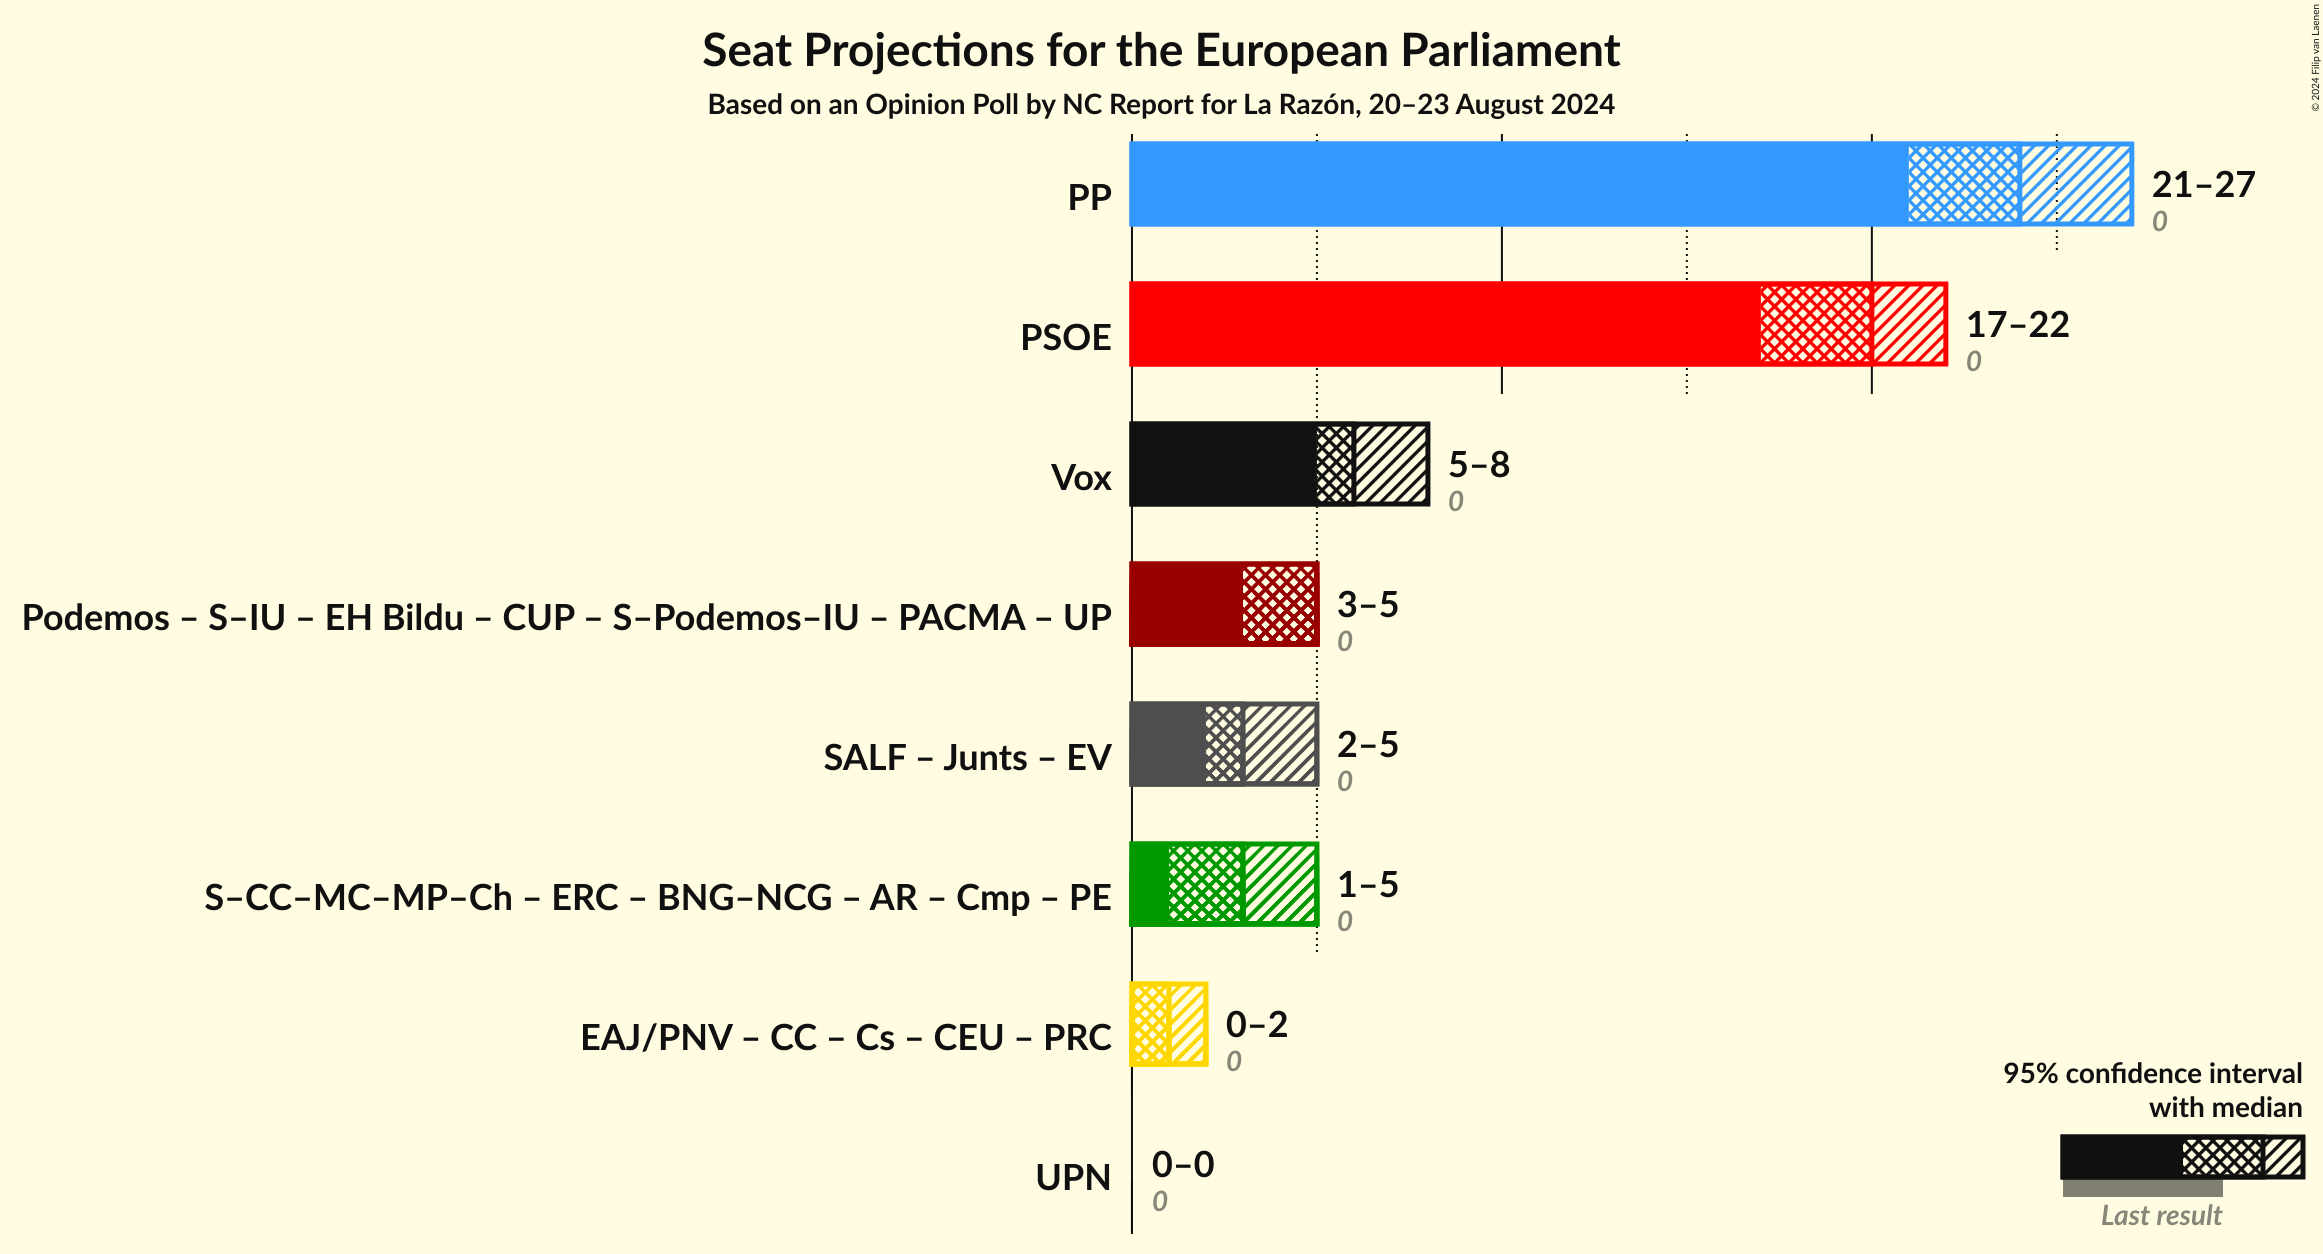 Seat Projections for the European Parliament
Based on an Opinion Poll by NC Report for La Razón, 20–23 August 2024
© 2024 Filip van Laenen
PP
21–27
0
PSOE
17–22
0
Vox
5–8
0
Podemos – S–IU – EH Bildu – CUP – S–Podemos–IU – PACMA – UP
3–5
0
SALF – Junts – EV
2–5
0
S–CC–MC–MP–Ch – ERC – BNG–NCG – AR – Cmp – PE
1–5
0
EAJ/PNV – CC – Cs – CEU – PRC
0–2
0
UPN
0–0
0
95% confidence interval
with median
Last result